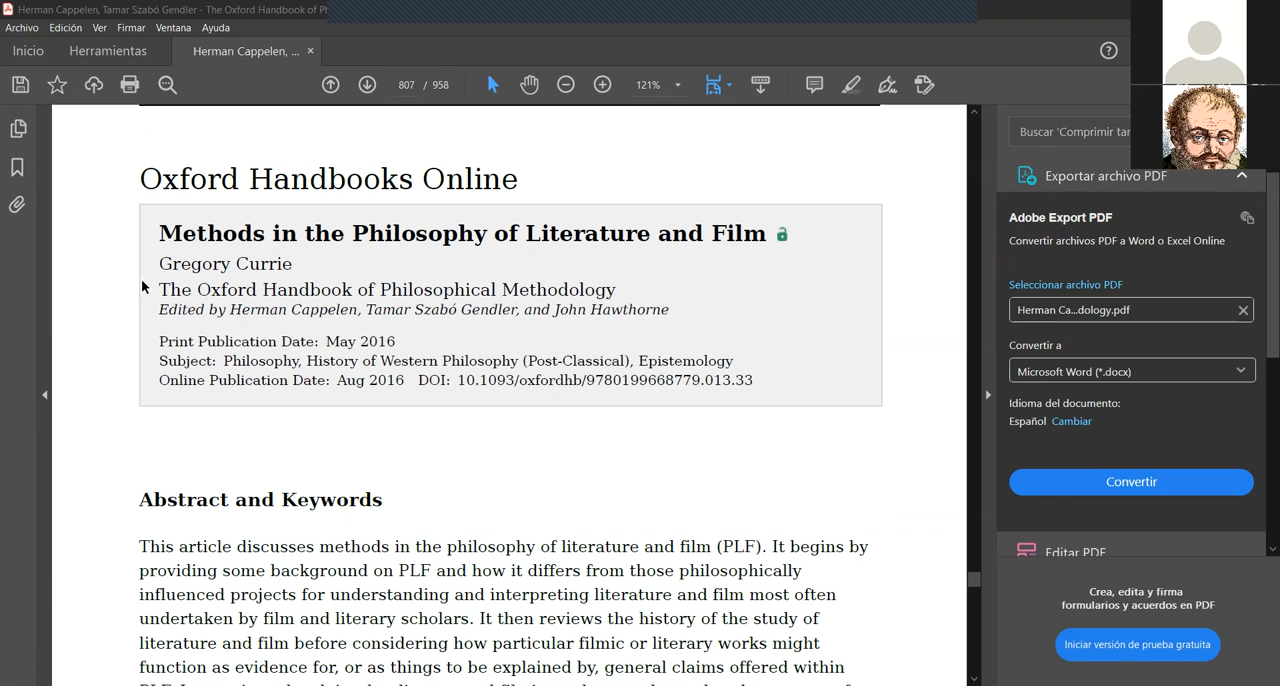 Herman Cappelen, Tamar Szabó Gendler - The Oxford Handbook of
Archivo Edición Ver Firmar Ventana Ayuda
Inicio Herramientas Herman Cappelen, ... ×
807 / 958 121%
Oxford Handbooks Online
Methods in the Philosophy of Literature and Film
Gregory Currie
The Oxford Handbook of Philosophical Methodology
Edited by Herman Cappelen, Tamar Szabó Gendler, and John Hawthorne
Print Publication Date: May 2016
Subject: Philosophy, History of Western Philosophy (Post-Classical), Epistemology
Online Publication Date: Aug 2016 DOI: 10.1093/oxfordhb/9780199668779.013.33
Abstract and Keywords
This article discusses methods in the philosophy of literature and film (PLF). It begins by
providing some background on PLF and how it differs from those philosophically
influenced projects for understanding and interpreting literature and film most often
undertaken by film and literary scholars. It then reviews the history of the study of
literature and film before considering how particular filmic or literary works might
function as evidence for, or as things to be explained by, general claims offered within
Buscar 'Comprimir
Exportar archivo PDF
Adobe Export PDF
Convertir archivos PDF a Word o Excel Online
Seleccionar archivo PDF
Herman Ca...dology.pdf
Convertir a
Microsoft Word (*.docx)
Idioma del documento:
Español Cambiar
Convertir
Editar PDF
Crea, edita y firma
formularios y acuerdos en PDF
Iniciar versión de prueba gratuita